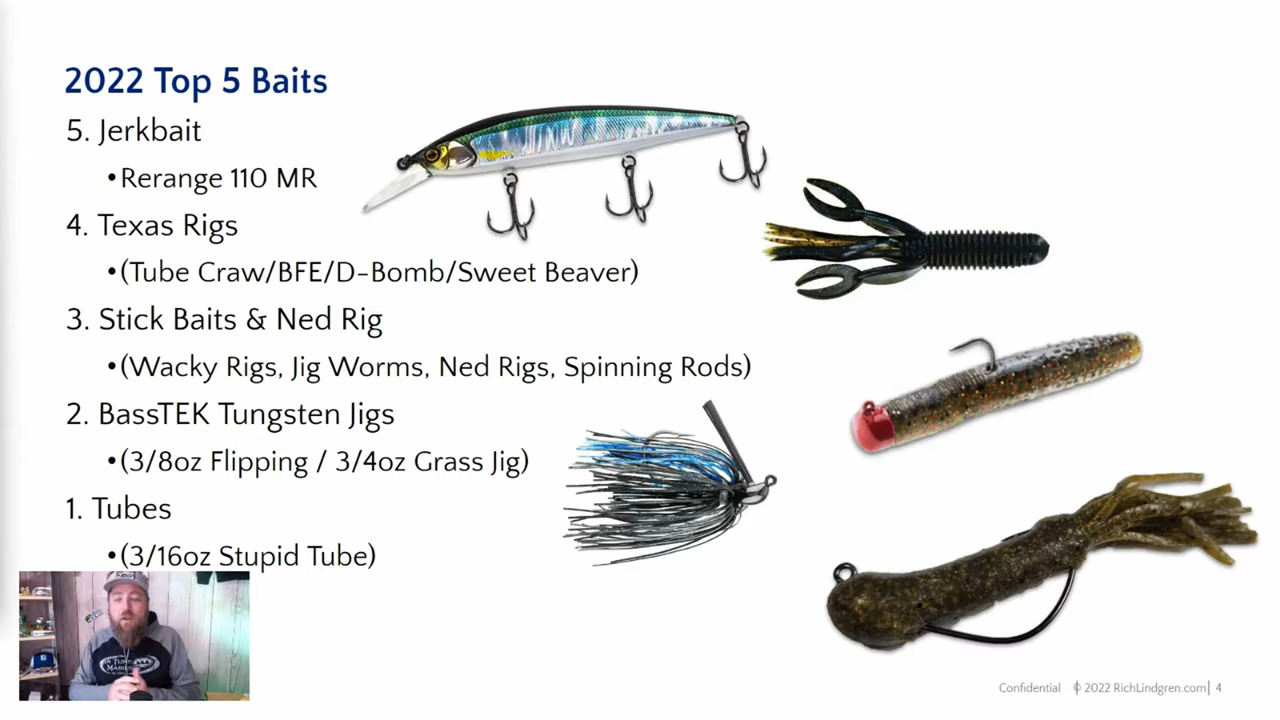 2022 Top 5 Baits
5. Jerkbait
•Rerange 110 MR
4. Texas Rigs
•(Tube Craw/BFE/D-Bomb/Sweet Beaver)
3. Stick Baits & Ned Rig
•(Wacky Rigs, Jig Worms, Ned Rigs, Spinning Rods)
2. BassTEK Tungsten Jigs
•(3/8oz Flipping / 3/4oz Grass Jig)
1. Tubes
•(3/16oz Stupid Tube)
Confidential © 2022 RichLindgren.com| 4